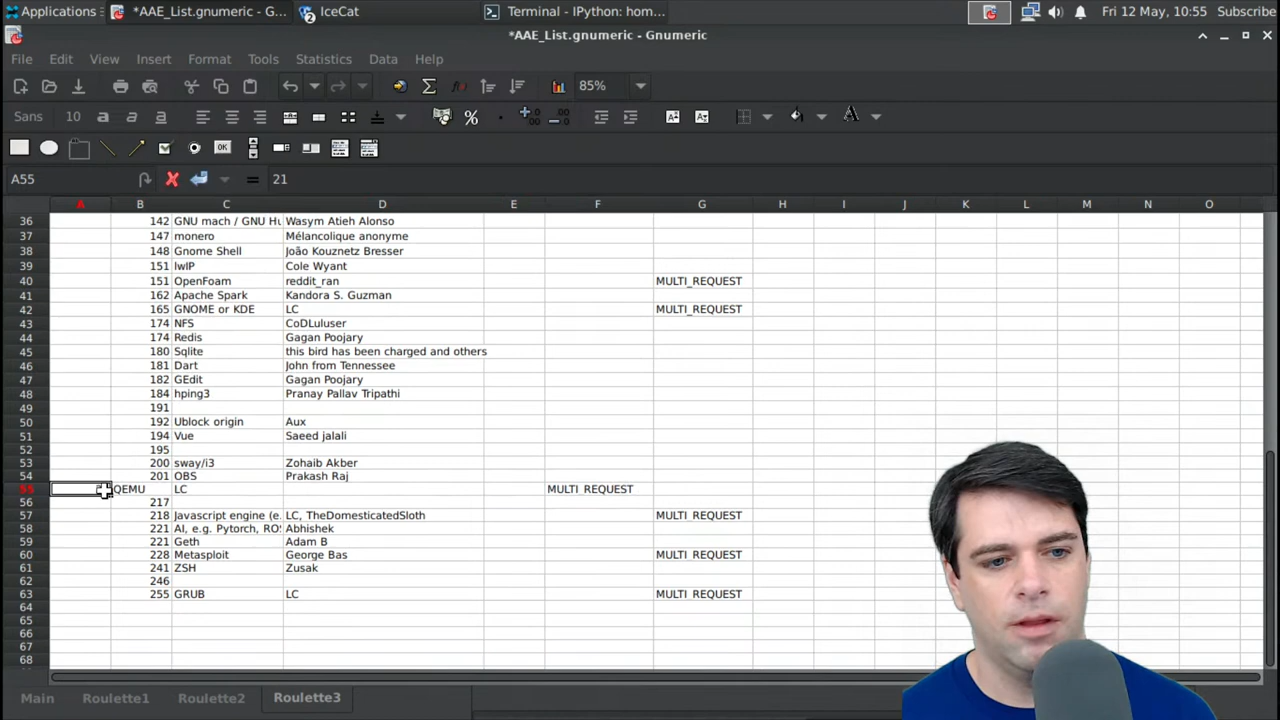 Applications
*AAE_List.gnumeric - G...
2
IceCat
Terminal - IPython: hom...
Fri 12 May, 10:55
Subscribe
*AAE_List.gnumeric - Gnumeric
File Edit View Insert Format Tools Statistics Data Help
85%
Sans 10
OK
A55 = 21
A B C D E F G H I J K L M N O
36 142 GNU mach / GNU Hu Wasym Atieh Alonso
37 147 monero Mélancolique anonyme
38 148 Gnome Shell João Kouznetz Bresser
39 151 lwIP Cole Wyant
40 151 OpenFoam reddit_ran MULTI_REQUEST
41 162 Apache Spark Kandora S. Guzman
42 165 GNOME or KDE LC MULTI_REQUEST
43 174 NFS CoDLuluser
44 174 Redis Gagan Poojary
45 180 Sqlite this bird has been charged and others
46 181 Dart John from Tennessee
47 182 GEdit Gagan Poojary
48 184 hping3 Pranay Pallav Tripathi
49 191
50 192 Ublock origin Aux
51 194 Vue Saeed jalali
52 195
53 200 sway/i3 Zohaib Akber
54 201 OBS Prakash Raj
55 QEMU LC MULTI_REQUEST
56 217
57 218 Javascript engine (e. LC, TheDomesticatedSloth MULTI_REQUEST
58 221 AI, e.g. Pytorch, ROS Abhishek
59 221 Geth Adam B
60 228 Metasploit George Bas MULTI_REQUEST
61 241 ZSH Zusak
62 246
63 255 GRUB LC MULTI_REQUEST
64
65
66
67
68
Main Roulette1 Roulette2 Roulette3